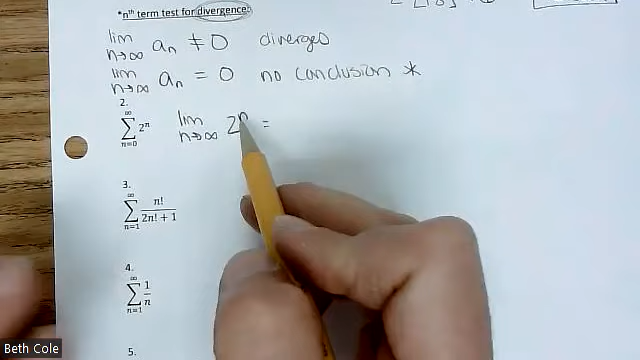 *nth term test for divergence:
lim n→∞ an ≠ 0 diverges
lim n→∞ an = 0 no conclusion *
2.
∞ ∑ n=0 2ⁿ lim n→∞ 2ⁿ =
3.
∞ ∑ n=1 n! / 2n! + 1
4.
∞ ∑ n=1 1/n
5.
Beth Cole